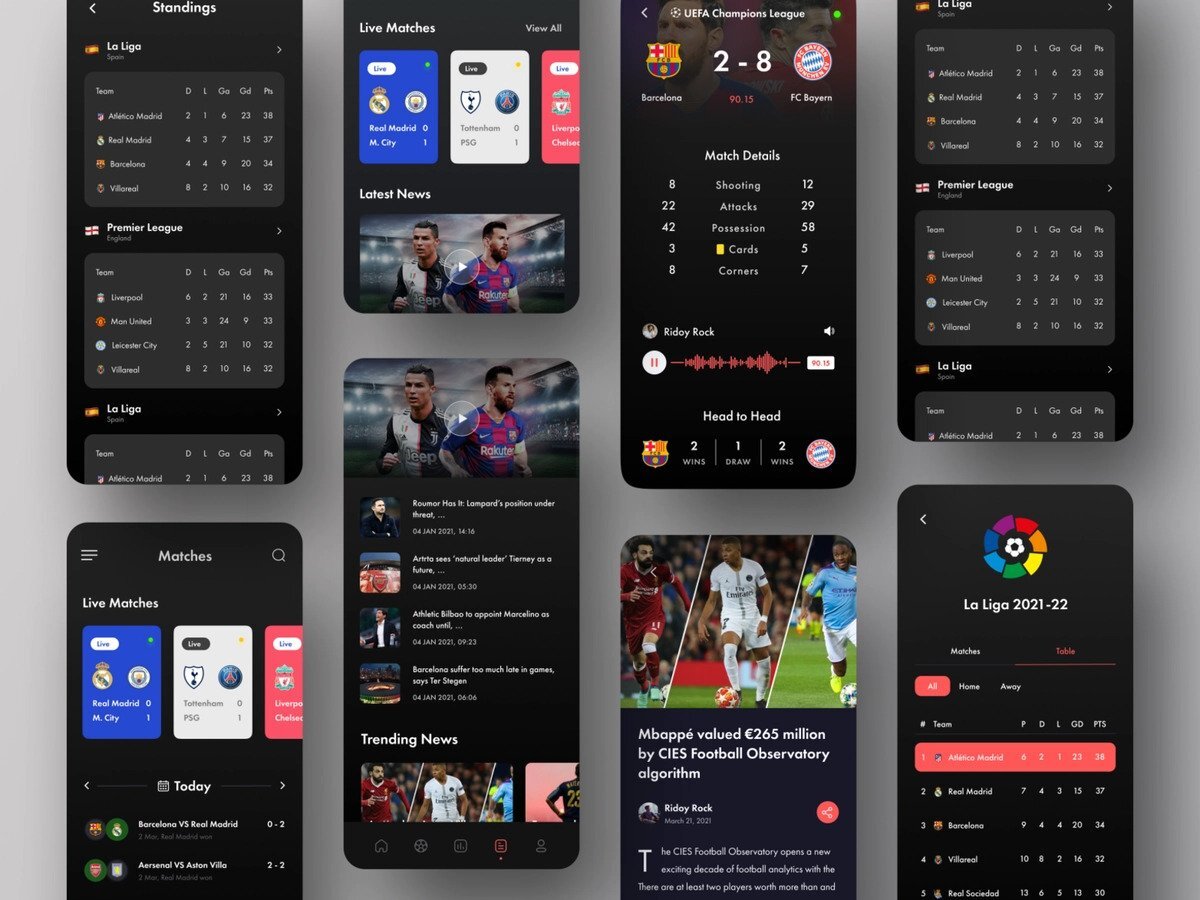 Standings
La Liga
Spain
Team D L Ga Gd Pts
Atlético Madrid 2 1 6 23 38
Real Madrid 4 3 7 15 37
Barcelona 4 4 9 20 34
Villareal 8 2 10 16 32
Premier League
England
Team D L Ga Gd Pts
Liverpool 6 2 21 16 33
Man United 3 3 24 9 33
Leicester City 2 5 21 10 32
Villareal 8 2 10 16 32
La Liga
Spain
Team D L Ga Gd Pts
Atlético Madrid 2 1 6 23 38
Matches
Live Matches
Live Live Live
Real Madrid 0 Tottenham 0 Liverpo
M. City 1 PSG 1 Chelsea
Today
Barcelona VS Real Madrid 0 - 2
2 Mar, Real Madrid won
Aersenal VS Aston Villa 2 - 2
2 Mar, Real Madrid won
Live Matches View All
Live Live Live
Real Madrid 0 Tottenham 0 Liverpo
M. City 1 PSG 1 Chelsea
Latest News
Jeep Rakuten
Jeep Rakuten
Roumor Has It: Lampard's position under
threat, ...
04 JAN 2021, 14:16
Artrta sees 'natural leader' Tierney as a
future, ...
04 JAN 2021, 05:30
Athletic Bilbao to appoint Marcelino as
coach until, ...
04 JAN 2021, 09:23
Barcelona suffer too much late in games,
says Ter Stegen
04 JAN 2021, 06:06
Trending News
UEFA Champions League
2 - 8
Barcelona 90.15 FC Bayern
Match Details
8 Shooting 12
22 Attacks 29
42 Possession 58
3 Cards 5
8 Corners 7
Ridoy Rock
90.15
Head to Head
2 1 2
WINS DRAW WINS
Mbappé valued €265 million
by CIES Football Observatory
algorithm
Ridoy Rock
March 21, 2021
The CIES Football Observatory opens a new
exciting decade of football analytics with the
There are at least two players worth more than and
La Liga
Spain
Team D L Ga Gd Pts
Atlético Madrid 2 1 6 23 38
Real Madrid 4 3 7 15 37
Barcelona 4 4 9 20 34
Villareal 8 2 10 16 32
Premier League
England
Team D L Ga Gd Pts
Liverpool 6 2 21 16 33
Man United 3 3 24 9 33
Leicester City 2 5 21 10 32
Villareal 8 2 10 16 32
La Liga
Spain
Team D L Ga Gd Pts
Atlético Madrid 2 1 6 23 38
La Liga 2021-22
Matches Table
All Home Away
# Team P D L GD PTS
1 Atlético Madrid 6 2 1 23 38
2 Real Madrid 7 4 3 15 37
3 Barcelona 9 4 4 20 34
4 Villareal 10 8 2 16 32
5 Real Sociedad 13 6 5 13 30